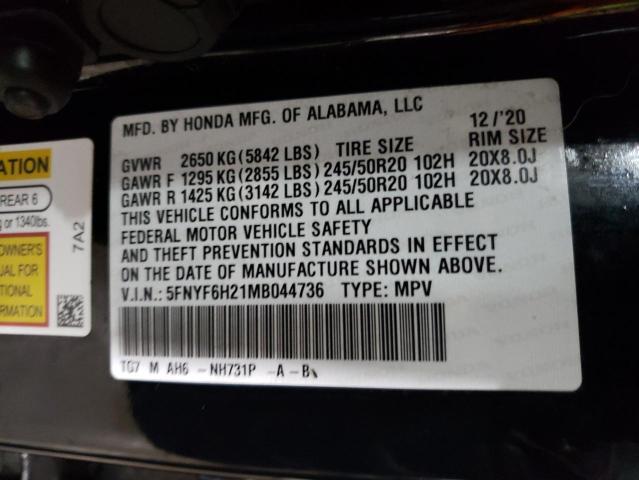 MFD. BY HONDA MFG. OF ALABAMA, LLC 12/'20
GVWR 2650 KG(5842 LBS) TIRE SIZE RIM SIZE
GAWR F 1295 KG(2855 LBS) 245/50R20 102H 20X8.0J
GAWR R 1425 KG(3142 LBS) 245/50R20 102H 20X8.0J
THIS VEHICLE CONFORMS TO ALL APPLICABLE
FEDERAL MOTOR VEHICLE SAFETY
AND THEFT PREVENTION STANDARDS IN EFFECT
ON THE DATE OF MANUFACTURE SHOWN ABOVE.
V.I.N.: 5FNYF6H21MB044736 TYPE: MPV
TG7 M AH6 -NH731P -A -B
ATION
REAR 6
g or 1340lbs.
OWNER'S
UAL FOR
TIONAL
RMATION
7A2